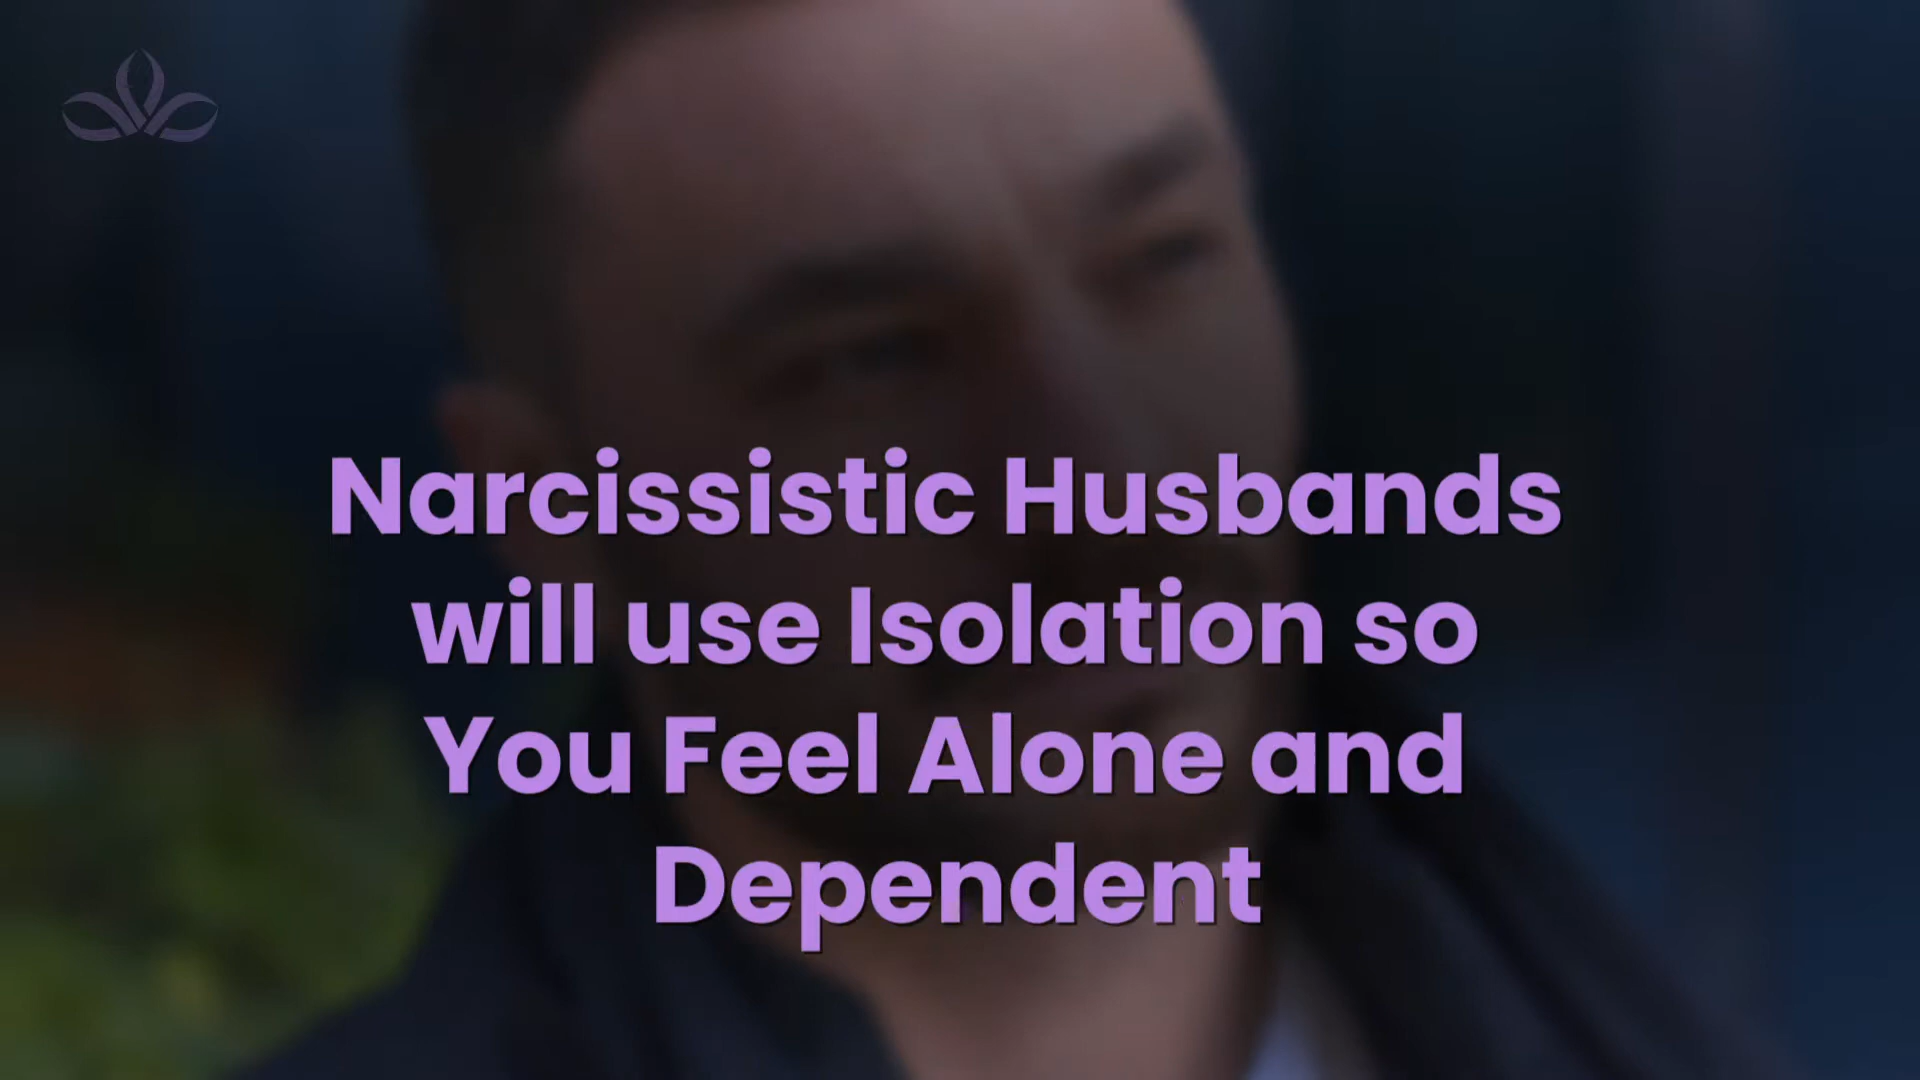 Narcissistic Husbands
will use Isolation so
You Feel Alone and
Dependent